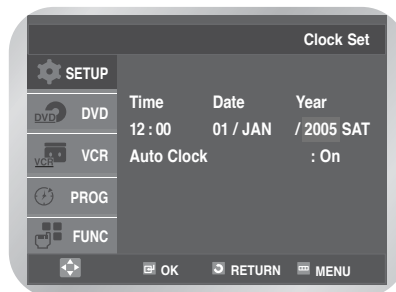 Clock Set
SETUP
DVD DVD
VCR VCR
PROG
FUNC
Time Date Year
12 : 00 01 / JAN / 2005 SAT
Auto Clock : On
OK RETURN MENU